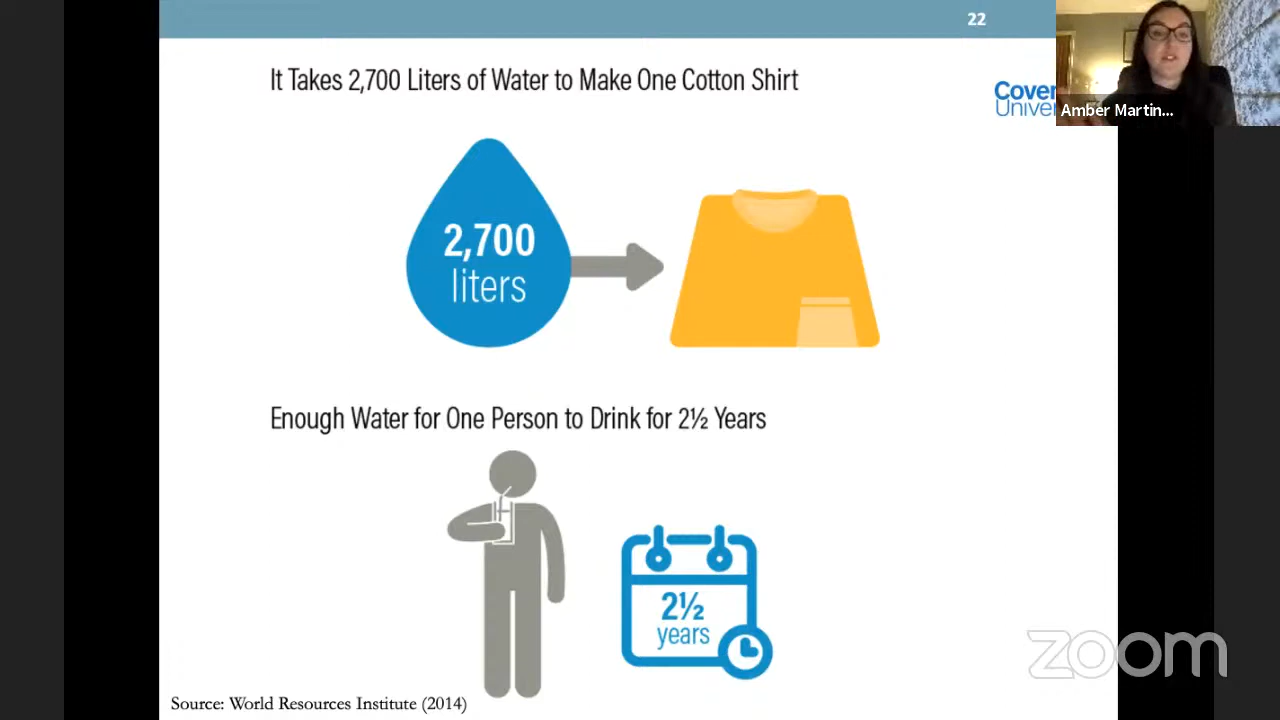 22
It Takes 2,700 Liters of Water to Make One Cotton Shirt
Cover
Univer
Amber Martin...
2,700
liters
Enough Water for One Person to Drink for 2½ Years
2½
years
zoom
Source: World Resources Institute (2014)